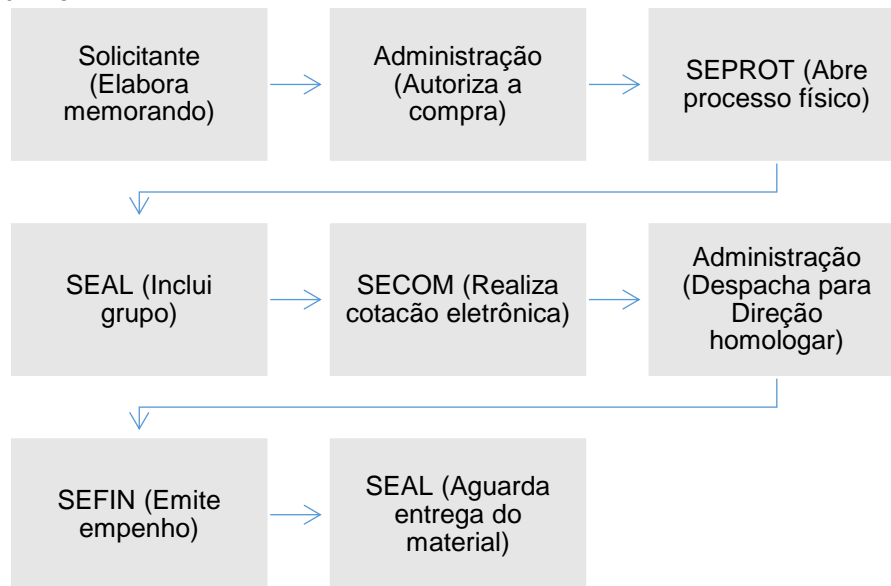 Solicitante
(Elabora
memorando)
Administração
(Autoriza a
compra)
SEPROT (Abre
processo físico)
SEAL (Inclui
grupo)
SECOM (Realiza
cotacão eletrônica)
Administração
(Despacha para
Direção
homologar)
SEFIN (Emite
empenho)
SEAL (Aguarda
entrega do
material)